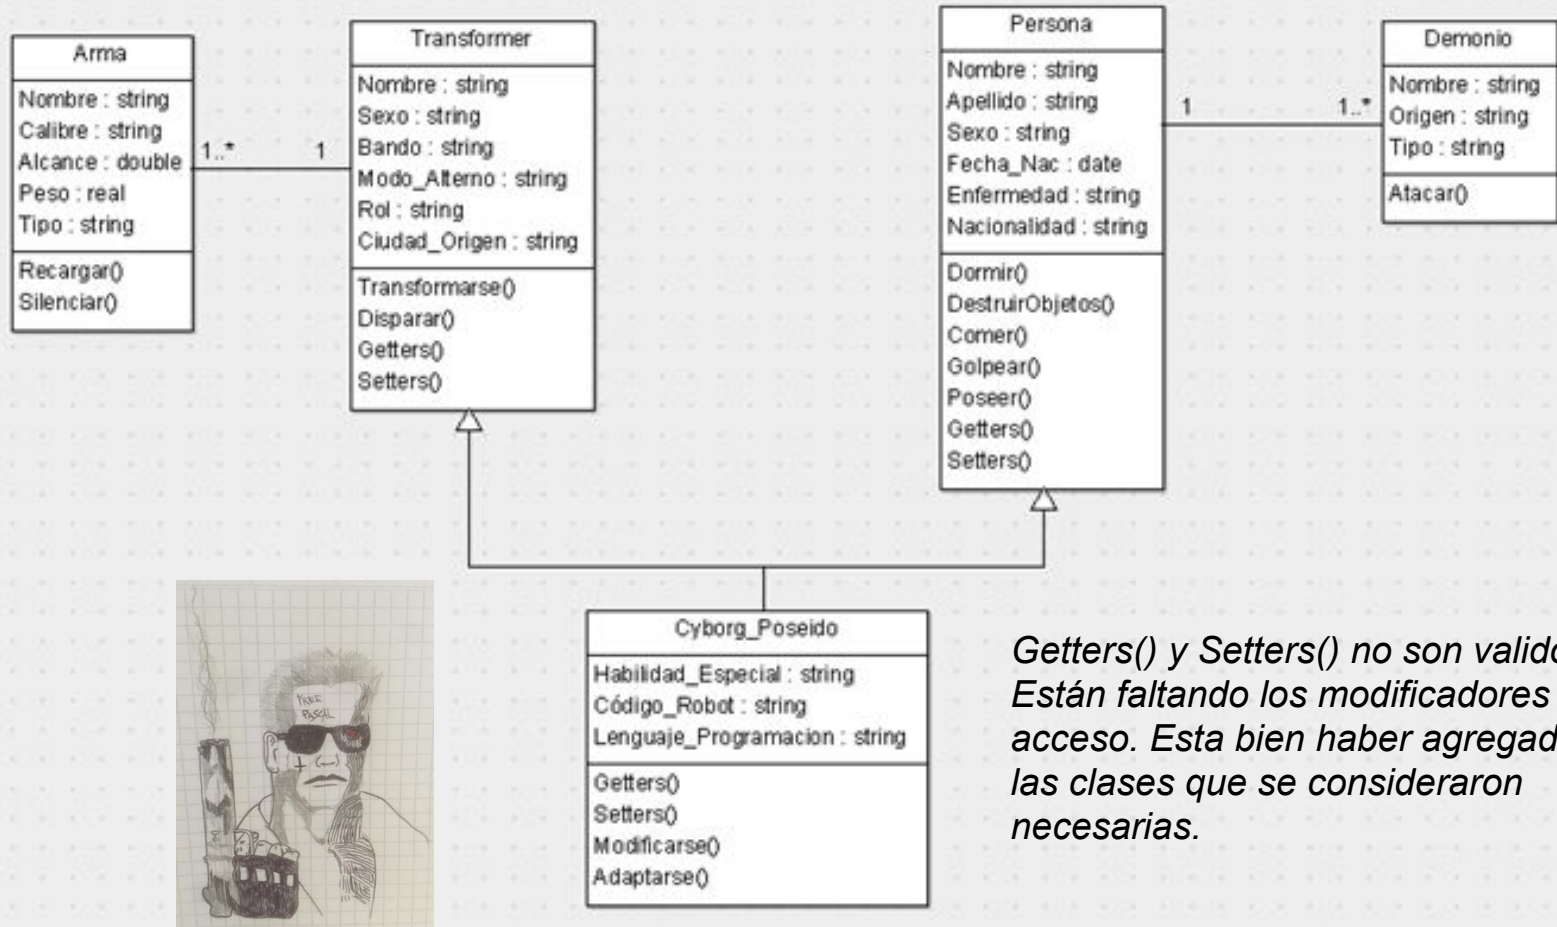 Arma
Nombre : string
Calibre : string
Alcance : double
Peso : real
Tipo : string
Recargar()
Silenciar()
1..*
1
Transformer
Nombre : string
Sexo : string
Bando : string
Modo_Alterno : string
Rol : string
Ciudad_Origen : string
Transformarse()
Disparar()
Getters()
Setters()
Persona
Nombre : string
Apellido : string
Sexo : string
Fecha_Nac : date
Enfermedad : string
Nacionalidad : string
Dormir()
DestruirObjetos()
Comer()
Golpear()
Poseer()
Getters()
Setters()
1
1..*
Demonio
Nombre : string
Origen : string
Tipo : string
Atacar()
Cyborg_Poseido
Habilidad_Especial : string
Código_Robot : string
Lenguaje_Programacion : string
Getters()
Setters()
Modificarse()
Adaptarse()
FREE
PASCAL
Getters() y Setters() no son valido
Están faltando los modificadores
acceso. Esta bien haber agregad
las clases que se consideraron
necesarias.